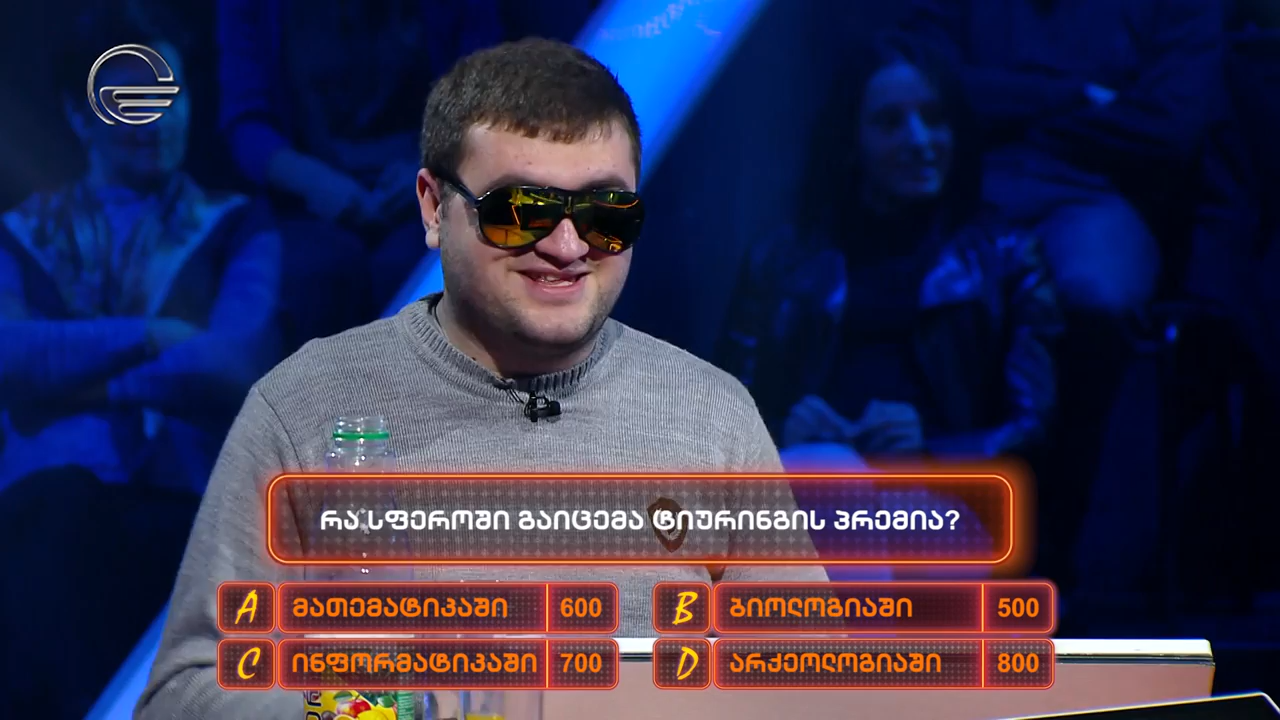 რა სფეროში გაიცემა ტიურინგის პრემია?
A მათემატიკაში 600
B ბიოლოგიაში 500
C ინფორმატიკაში 700
D არქეოლოგიაში 800